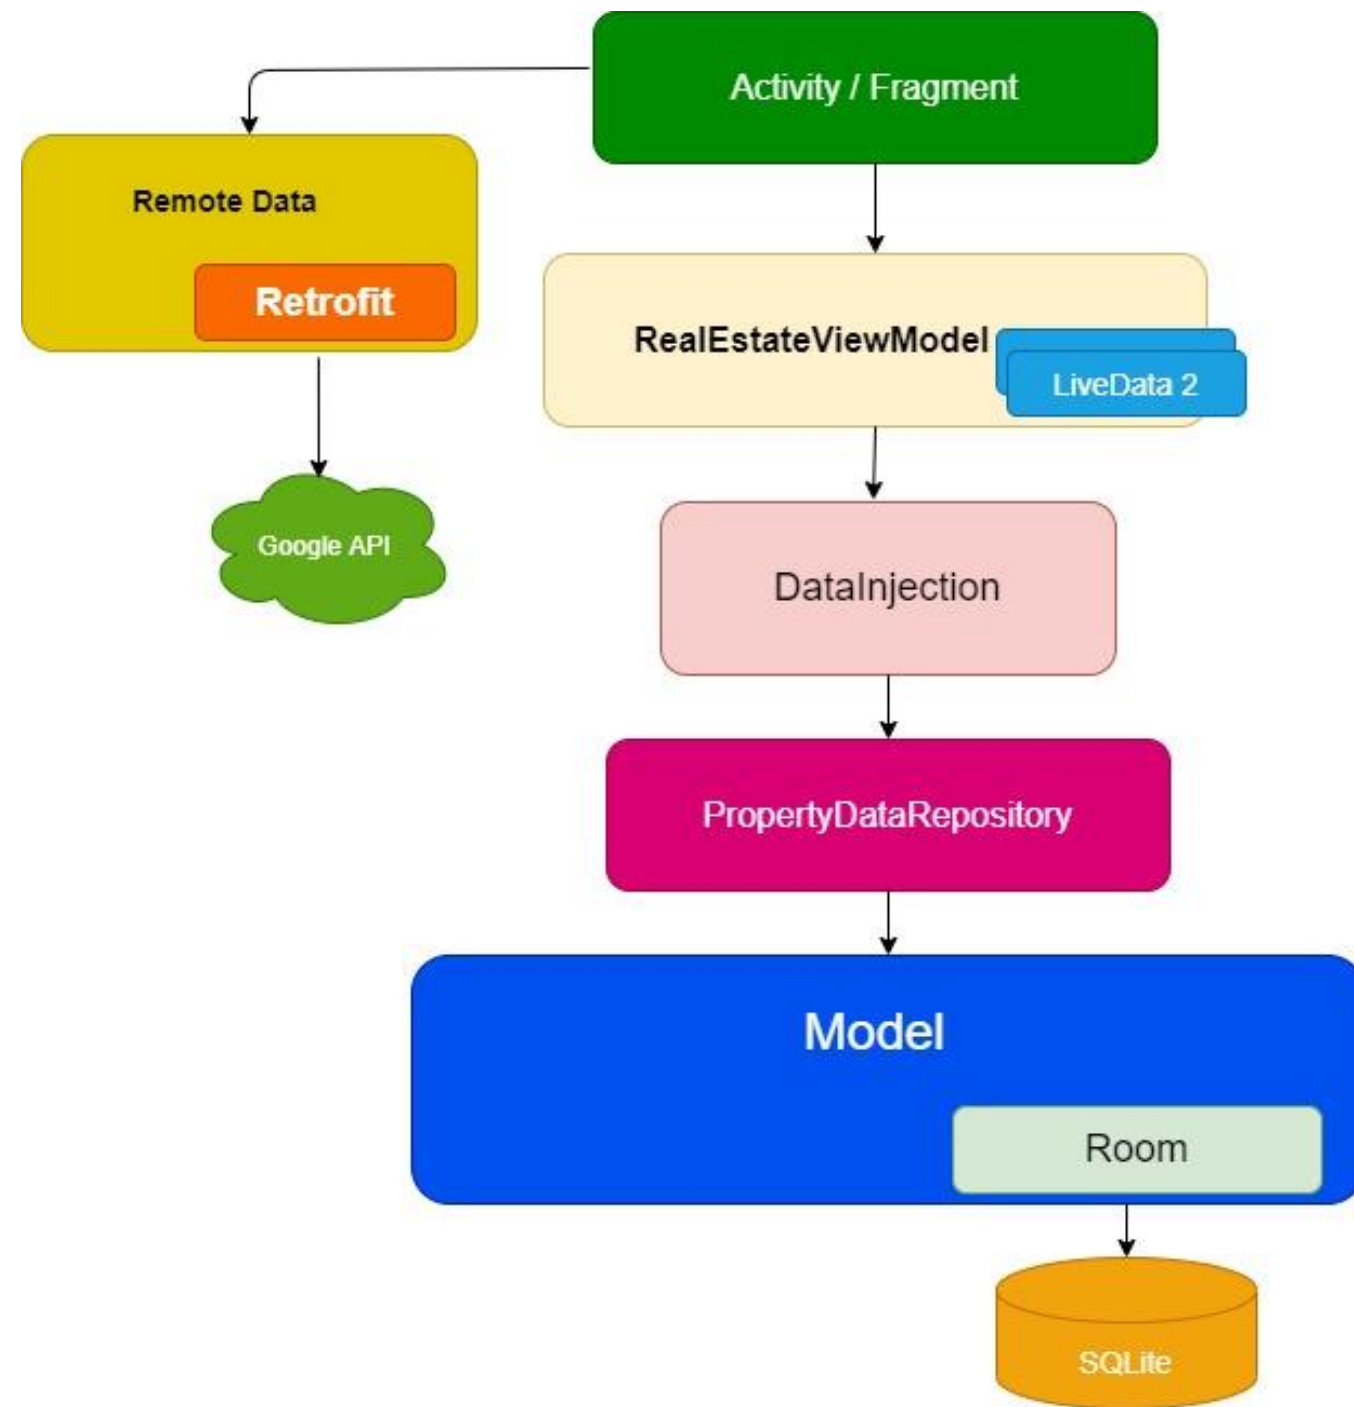 Activity / Fragment
Remote Data
Retrofit
RealEstateViewModel
LiveData 2
Google API
DataInjection
PropertyDataRepository
Model
Room
SQLite